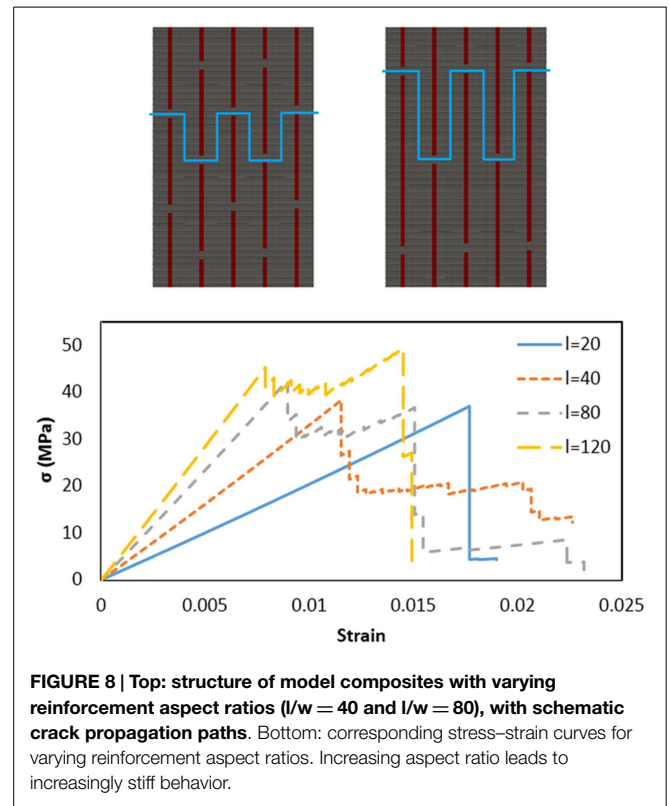 50
40
30
20
10
0
σ (MPa)
l=20
l=40
l=80
l=120
0
0.005
0.01
0.015
0.02
0.025
Strain
FIGURE 8 | Top: structure of model composites with varying
reinforcement aspect ratios (l/w = 40 and l/w = 80), with schematic
crack propagation paths. Bottom: corresponding stress–strain curves for
varying reinforcement aspect ratios. Increasing aspect ratio leads to
increasingly stiff behavior.